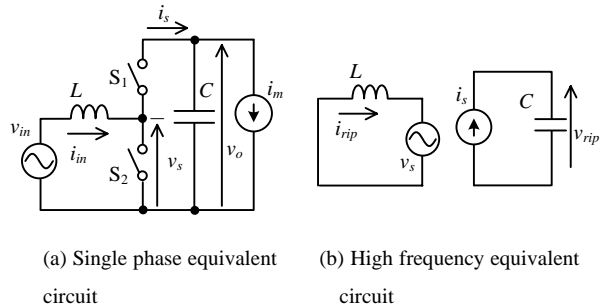 i_s
S_1
L
C
i_m
v_in
i_in
v_s
v_o
S_2
L
i_rip
v_s
i_s
C
v_rip
(a) Single phase equivalent
circuit
(b) High frequency equivalent
circuit